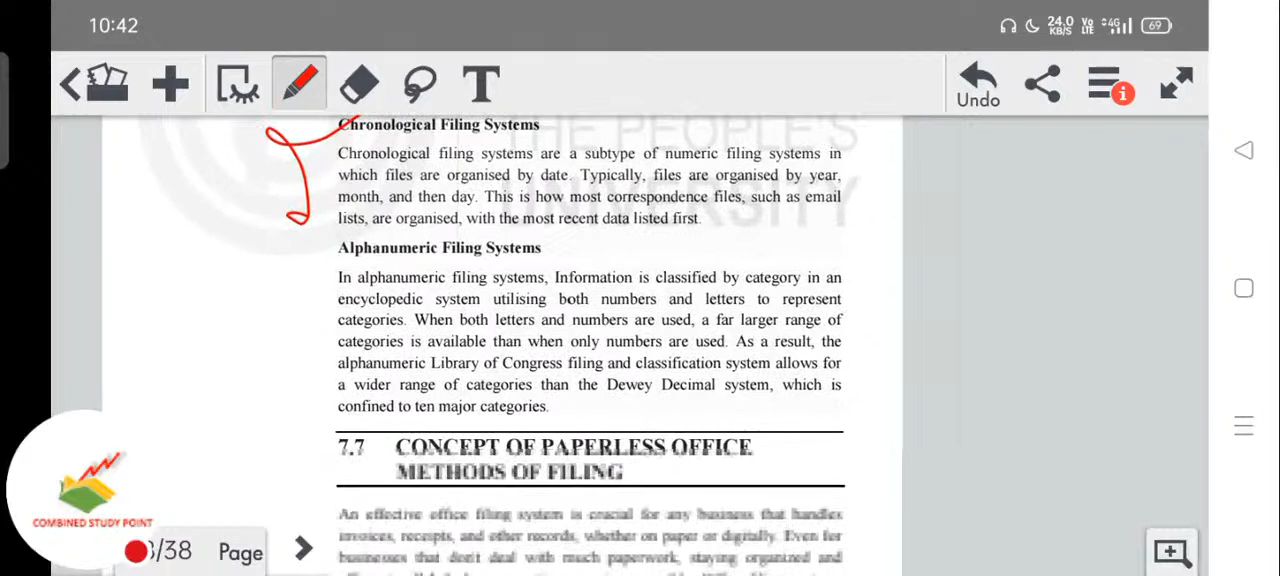 10:42
24.0 KB/S Vo LTE 4G 69
T
Undo
i
Chronological Filing Systems
THE PEOPLE'S
UNIVERSITY
Chronological filing systems are a subtype of numeric filing systems in
which files are organised by date. Typically, files are organised by year,
month, and then day. This is how most correspondence files, such as email
lists, are organised, with the most recent data listed first.
Alphanumeric Filing Systems
In alphanumeric filing systems, Information is classified by category in an
encyclopedic system utilising both numbers and letters to represent
categories. When both letters and numbers are used, a far larger range of
categories is available than when only numbers are used. As a result, the
alphanumeric Library of Congress filing and classification system allows for
a wider range of categories than the Dewey Decimal system, which is
confined to ten major categories.
7.7 CONCEPT OF PAPERLESS OFFICE
METHODS OF FILING
An effective office filing system is crucial for any business that handles
invoices, receipts, and other records, whether on paper or digitally. Even for
businesses that don't deal with much paperwork, staying organized and
COMBINED STUDY POINT
/38 Page